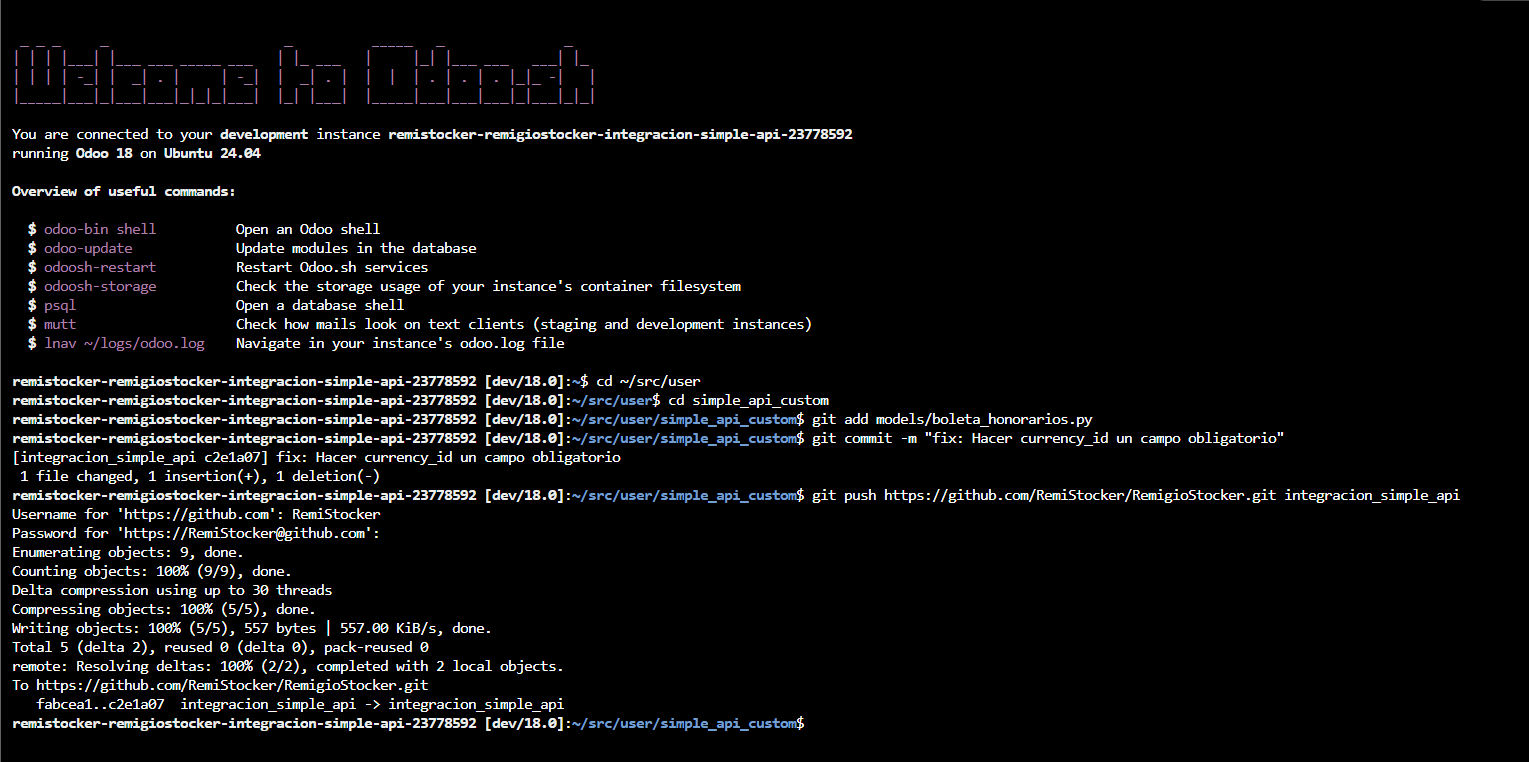 Welcome to Odoo.sh
You are connected to your development instance remistocker-remigiostocker-integracion-simple-api-23778592
running Odoo 18 on Ubuntu 24.04
Overview of useful commands:
$ odoo-bin shell Open an Odoo shell
$ odoo-update Update modules in the database
$ odoosh-restart Restart Odoo.sh services
$ odoosh-storage Check the storage usage of your instance's container filesystem
$ psql Open a database shell
$ mutt Check how mails look on text clients (staging and development instances)
$ lnav ~/logs/odoo.log Navigate in your instance's odoo.log file
remistocker-remigiostocker-integracion-simple-api-23778592 [dev/18.0]:~$ cd ~/src/user
remistocker-remigiostocker-integracion-simple-api-23778592 [dev/18.0]:~/src/user$ cd simple_api_custom
remistocker-remigiostocker-integracion-simple-api-23778592 [dev/18.0]:~/src/user/simple_api_custom$ git add models/boleta_honorarios.py
remistocker-remigiostocker-integracion-simple-api-23778592 [dev/18.0]:~/src/user/simple_api_custom$ git commit -m "fix: Hacer currency_id un campo obligatorio"
[integracion_simple_api c2e1a07] fix: Hacer currency_id un campo obligatorio
1 file changed, 1 insertion(+), 1 deletion(-)
remistocker-remigiostocker-integracion-simple-api-23778592 [dev/18.0]:~/src/user/simple_api_custom$ git push https://github.com/RemiStocker/RemigioStocker.git integracion_simple_api
Username for 'https://github.com': RemiStocker
Password for 'https://RemiStocker@github.com':
Enumerating objects: 9, done.
Counting objects: 100% (9/9), done.
Delta compression using up to 30 threads
Compressing objects: 100% (5/5), done.
Writing objects: 100% (5/5), 557 bytes | 557.00 KiB/s, done.
Total 5 (delta 2), reused 0 (delta 0), pack-reused 0
remote: Resolving deltas: 100% (2/2), completed with 2 local objects.
To https://github.com/RemiStocker/RemigioStocker.git
fabcea1..c2e1a07 integracion_simple_api -> integracion_simple_api
remistocker-remigiostocker-integracion-simple-api-23778592 [dev/18.0]:~/src/user/simple_api_custom$